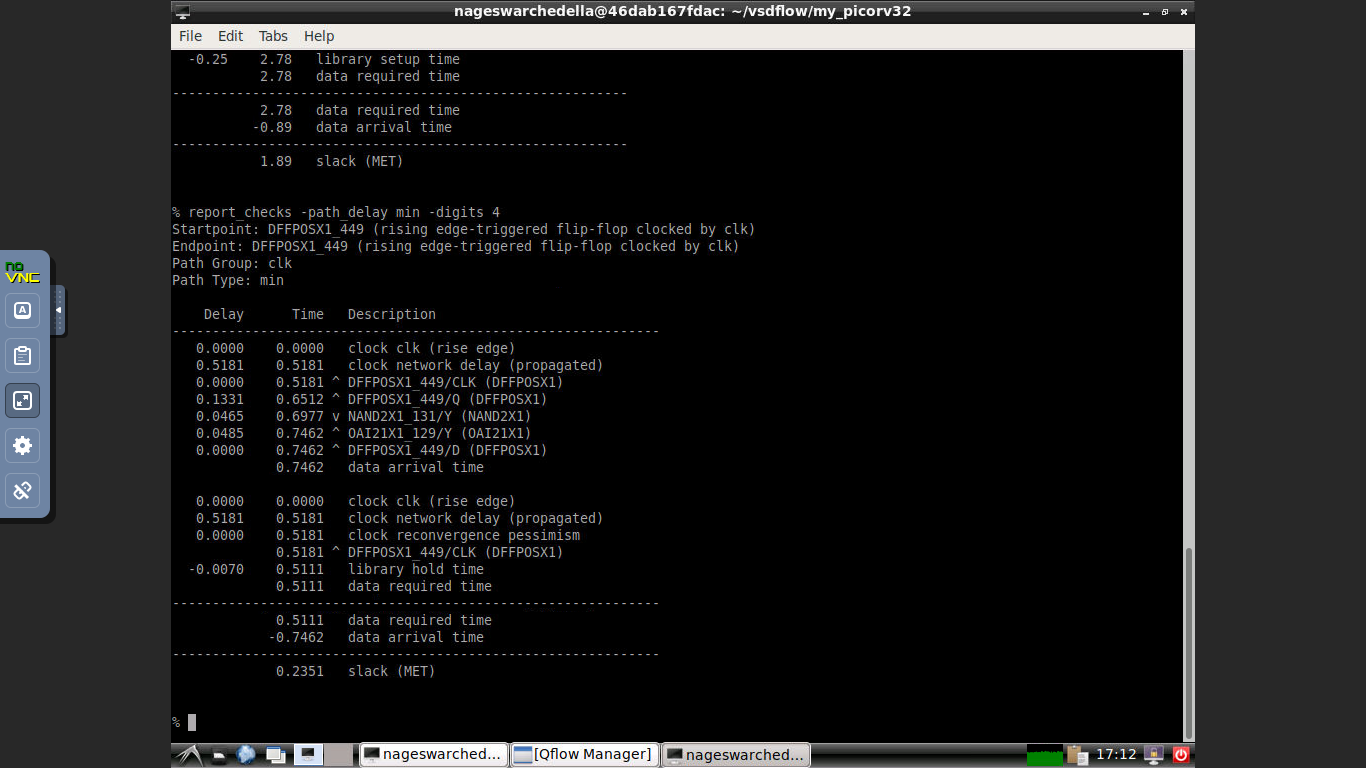 nageswarchedella@46dab167fdac: ~/vsdflow/my_picorv32
File Edit Tabs Help
-0.25    2.78   library setup time
         2.78   data required time
---------------------------------------------------------
         2.78   data required time
        -0.89   data arrival time
---------------------------------------------------------
         1.89   slack (MET)
% report_checks -path_delay min -digits 4
Startpoint: DFFPOSX1_449 (rising edge-triggered flip-flop clocked by clk)
Endpoint: DFFPOSX1_449 (rising edge-triggered flip-flop clocked by clk)
Path Group: clk
Path Type: min
    Delay      Time   Description
-------------------------------------------------------------
   0.0000    0.0000   clock clk (rise edge)
   0.5181    0.5181   clock network delay (propagated)
   0.0000    0.5181 ^ DFFPOSX1_449/CLK (DFFPOSX1)
   0.1331    0.6512 ^ DFFPOSX1_449/Q (DFFPOSX1)
   0.0465    0.6977 v NAND2X1_131/Y (NAND2X1)
   0.0485    0.7462 ^ OAI21X1_129/Y (OAI21X1)
   0.0000    0.7462 ^ DFFPOSX1_449/D (DFFPOSX1)
             0.7462   data arrival time
   0.0000    0.0000   clock clk (rise edge)
   0.5181    0.5181   clock network delay (propagated)
   0.0000    0.5181   clock reconvergence pessimism
             0.5181 ^ DFFPOSX1_449/CLK (DFFPOSX1)
  -0.0070    0.5111   library hold time
             0.5111   data required time
-------------------------------------------------------------
             0.5111   data required time
            -0.7462   data arrival time
-------------------------------------------------------------
             0.2351   slack (MET)
%
no
VNC
A
nageswarched... [Qflow Manager] nageswarched... 17:12